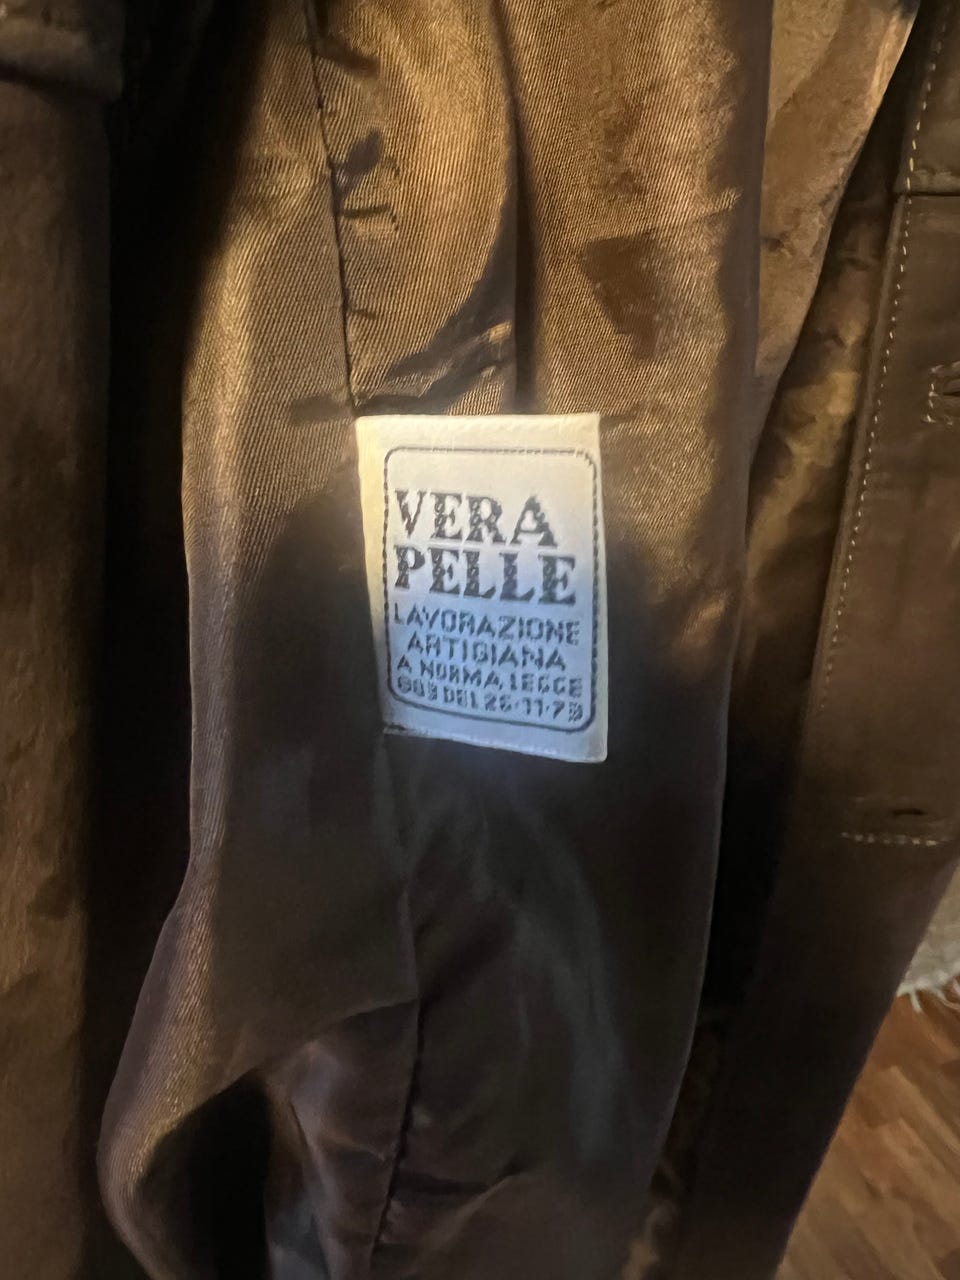 VERA
PELLE
LAVORAZIONE
ARTIGIANA
A NORMA LEGGE
883 DEL 26·11·73